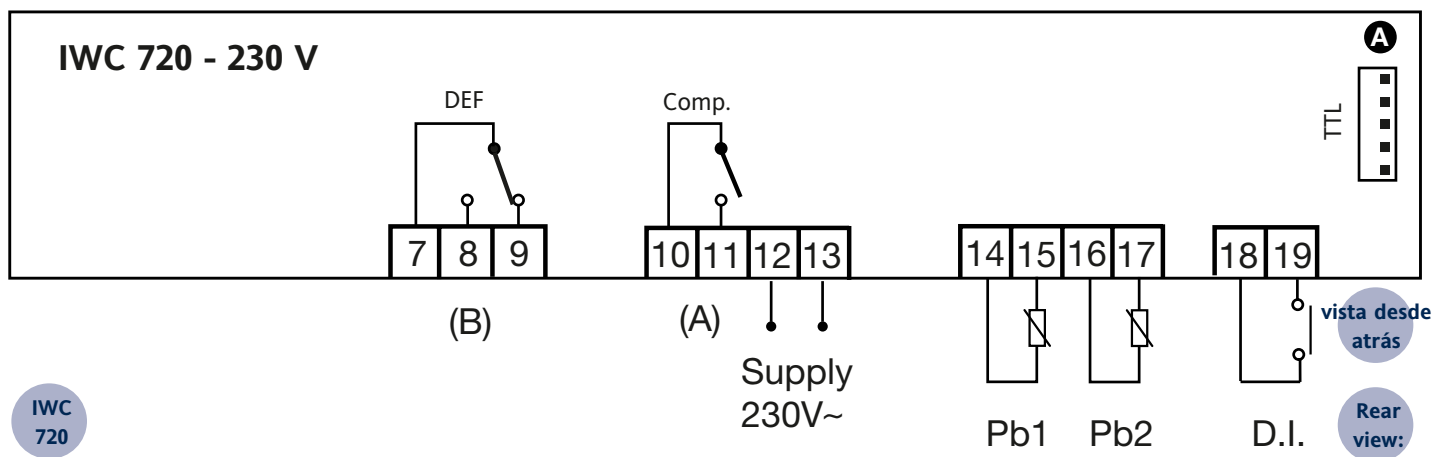 IWC 720 - 230 V
A
TTL
DEF
Comp.
7 8 9
10 11 12 13
14 15 16 17
18 19
(B)
(A)
Supply
230V~
Pb1
Pb2
D.I.
vista desde
atrás
IWC
720
Rear
view: